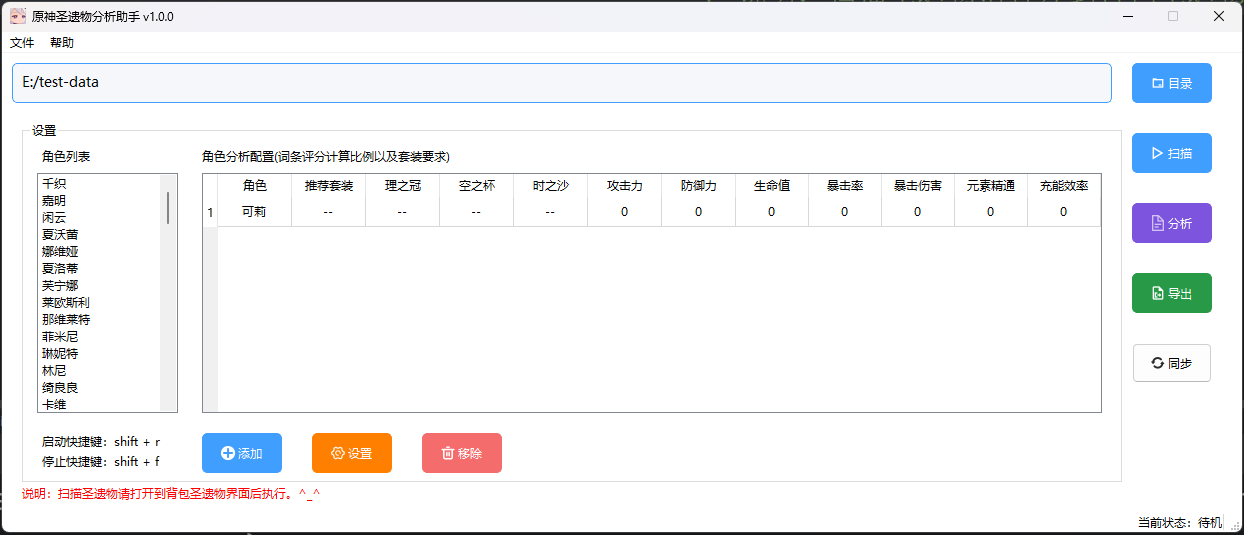 原神圣遗物分析助手 v1.0.0
文件 帮助
E:/test-data
目录
设置
角色列表
角色分析配置(词条评分计算比例以及套装要求)
扫描
千织
嘉明
闲云
夏沃蕾
娜维娅
夏洛蒂
芙宁娜
莱欧斯利
那维莱特
菲米尼
琳妮特
林尼
绮良良
卡维
角色 推荐套装 理之冠 空之杯 时之沙 攻击力 防御力 生命值 暴击率 暴击伤害 元素精通 充能效率
1 可莉 -- -- -- -- 0 0 0 0 0 0 0
分析
导出
同步
启动快捷键：shift + r
停止快捷键：shift + f
添加 设置 移除
说明：扫描圣遗物请打开到背包圣遗物界面后执行。^_^
当前状态：待机